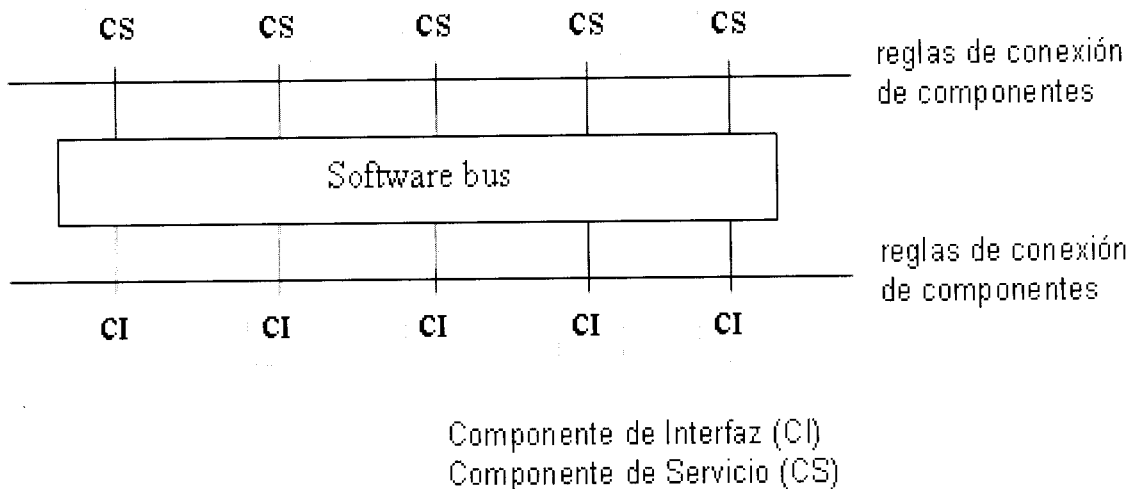 CS CS CS CS CS
reglas de conexión
de componentes
Software bus
reglas de conexión
de componentes
CI CI CI CI CI
Componente de Interfaz (CI)
Componente de Servicio (CS)